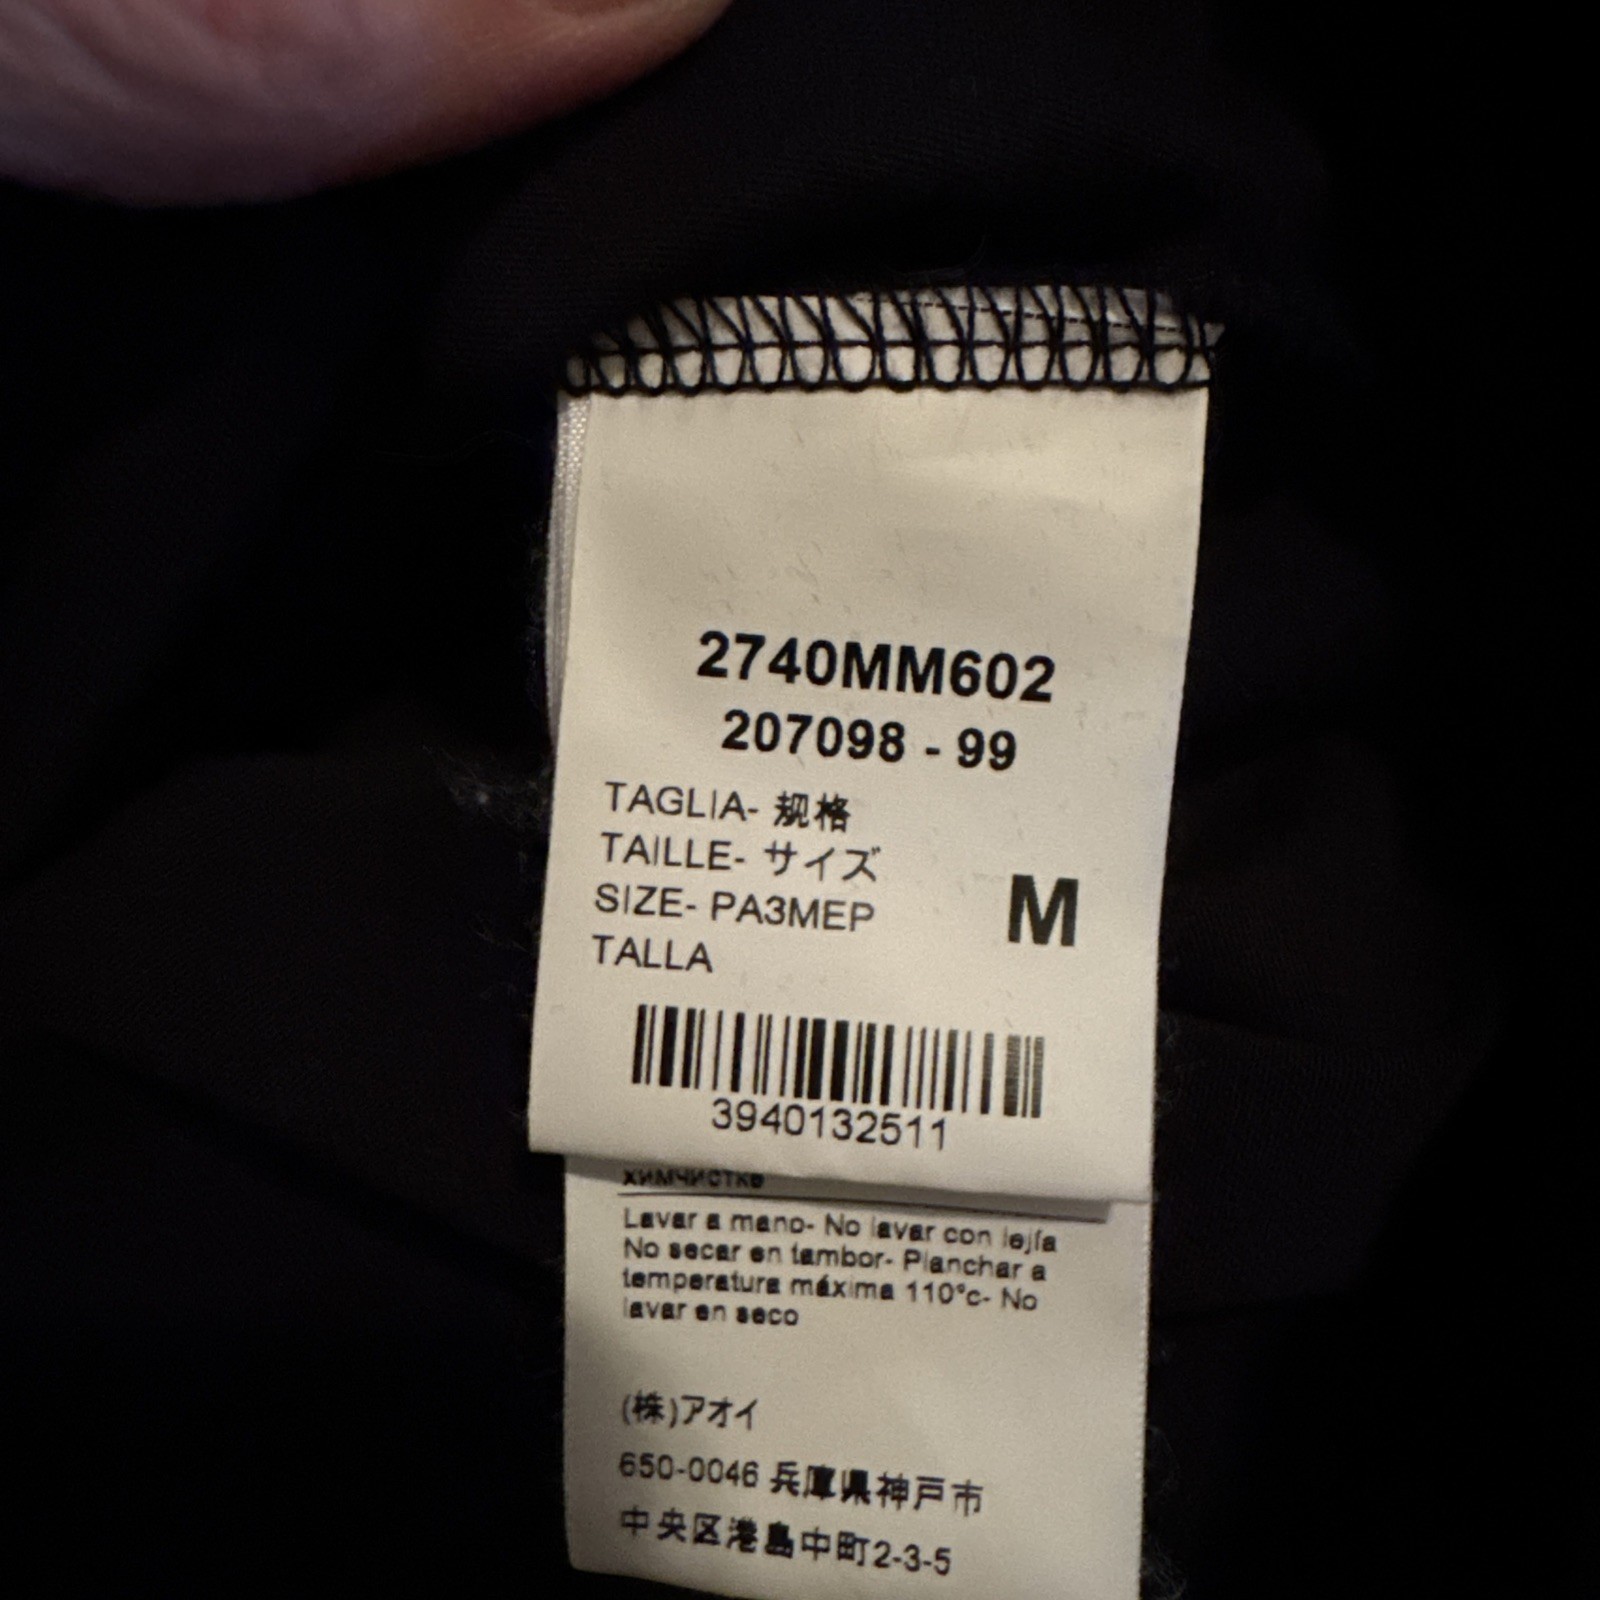 2740MM602
207098 - 99
TAGLIA- 规格
TAILLE- サイズ
SIZE- РАЗМЕР
TALLA
M
3940132511
химчистке
Lavar a mano- No lavar con lejía
No secar en tambor- Planchar a
temperatura máxima 110°c- No
lavar en seco
(株)アオイ
650-0046 兵庫県神戸市
中央区港島中町2-3-5